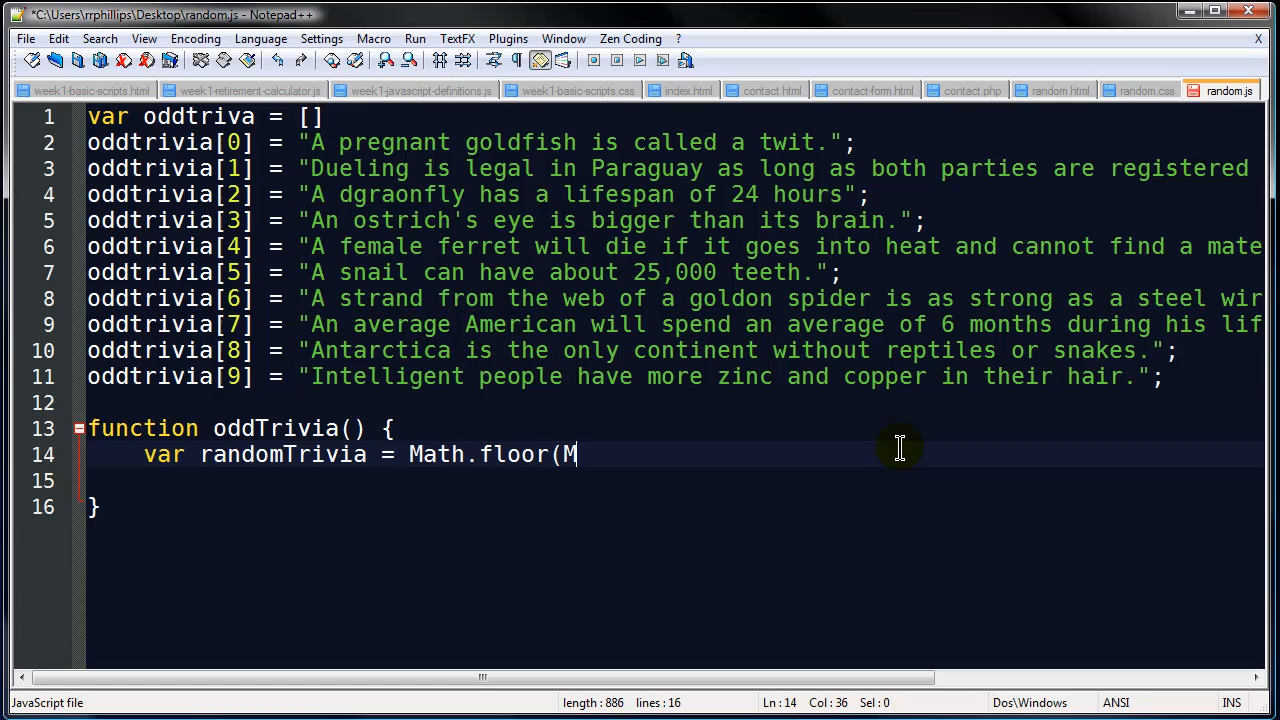 *C:\Users\rrphillips\Desktop\random.js - Notepad++
File Edit Search View Encoding Language Settings Macro Run TextFX Plugins Window Zen Coding ? X
week1-basic-scripts.html week1-retirement-calculator.js week1-javascript-definitions.js week1-basic-scripts.css index.html contact.html contact-form.html contact.php random.html random.css random.js
1 var oddtriva = []
2 oddtrivia[0] = "A pregnant goldfish is called a twit.";
3 oddtrivia[1] = "Dueling is legal in Paraguay as long as both parties are registered
4 oddtrivia[2] = "A dgraonfly has a lifespan of 24 hours";
5 oddtrivia[3] = "An ostrich's eye is bigger than its brain.";
6 oddtrivia[4] = "A female ferret will die if it goes into heat and cannot find a mate
7 oddtrivia[5] = "A snail can have about 25,000 teeth.";
8 oddtrivia[6] = "A strand from the web of a goldon spider is as strong as a steel wir
9 oddtrivia[7] = "An average American will spend an average of 6 months during his lif
10 oddtrivia[8] = "Antarctica is the only continent without reptiles or snakes.";
11 oddtrivia[9] = "Intelligent people have more zinc and copper in their hair.";
12
13 function oddTrivia() {
14 var randomTrivia = Math.floor(M
15
16 }
JavaScript file length : 886 lines : 16 Ln : 14 Col : 36 Sel : 0 Dos\Windows ANSI INS